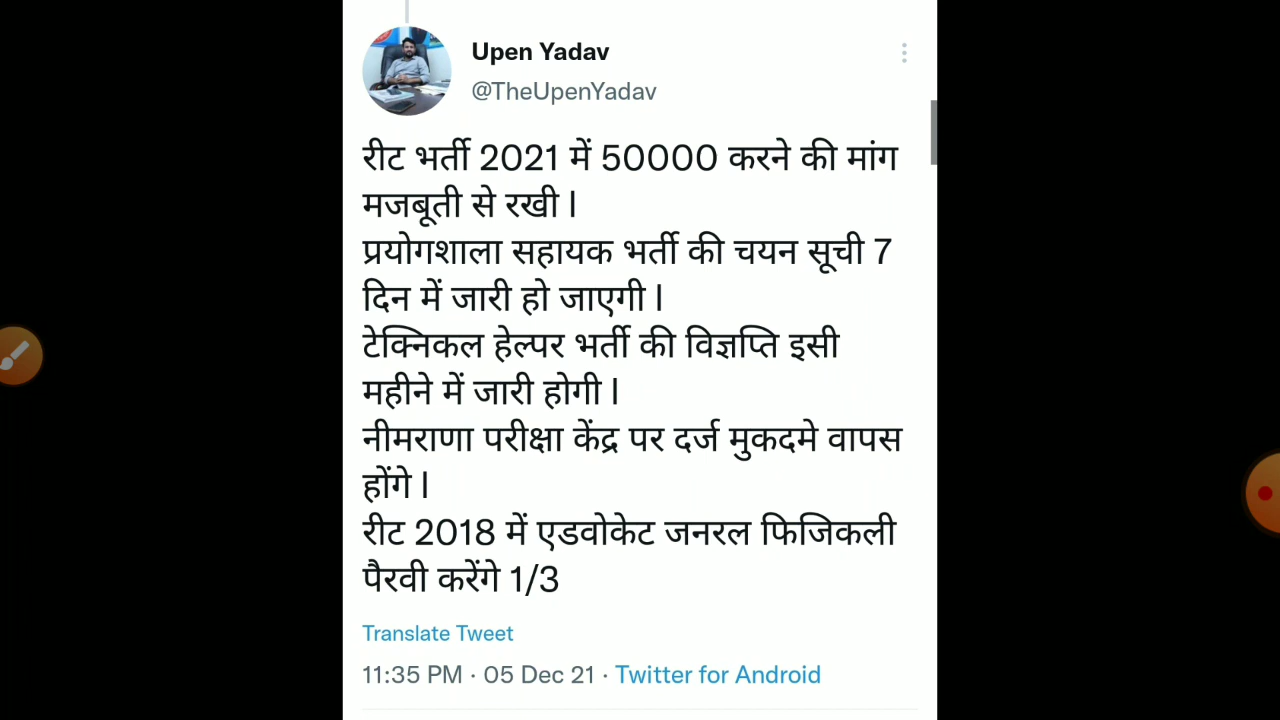 Upen Yadav
@TheUpenYadav
रीट भर्ती 2021 में 50000 करने की मांग
मजबूती से रखी l
प्रयोगशाला सहायक भर्ती की चयन सूची 7
दिन में जारी हो जाएगी l
टेक्निकल हेल्पर भर्ती की विज्ञप्ति इसी
महीने में जारी होगी l
नीमराणा परीक्षा केंद्र पर दर्ज मुकदमे वापस
होंगे l
रीट 2018 में एडवोकेट जनरल फिजिकली
पैरवी करेंगे 1/3
Translate Tweet
11:35 PM · 05 Dec 21 · Twitter for Android